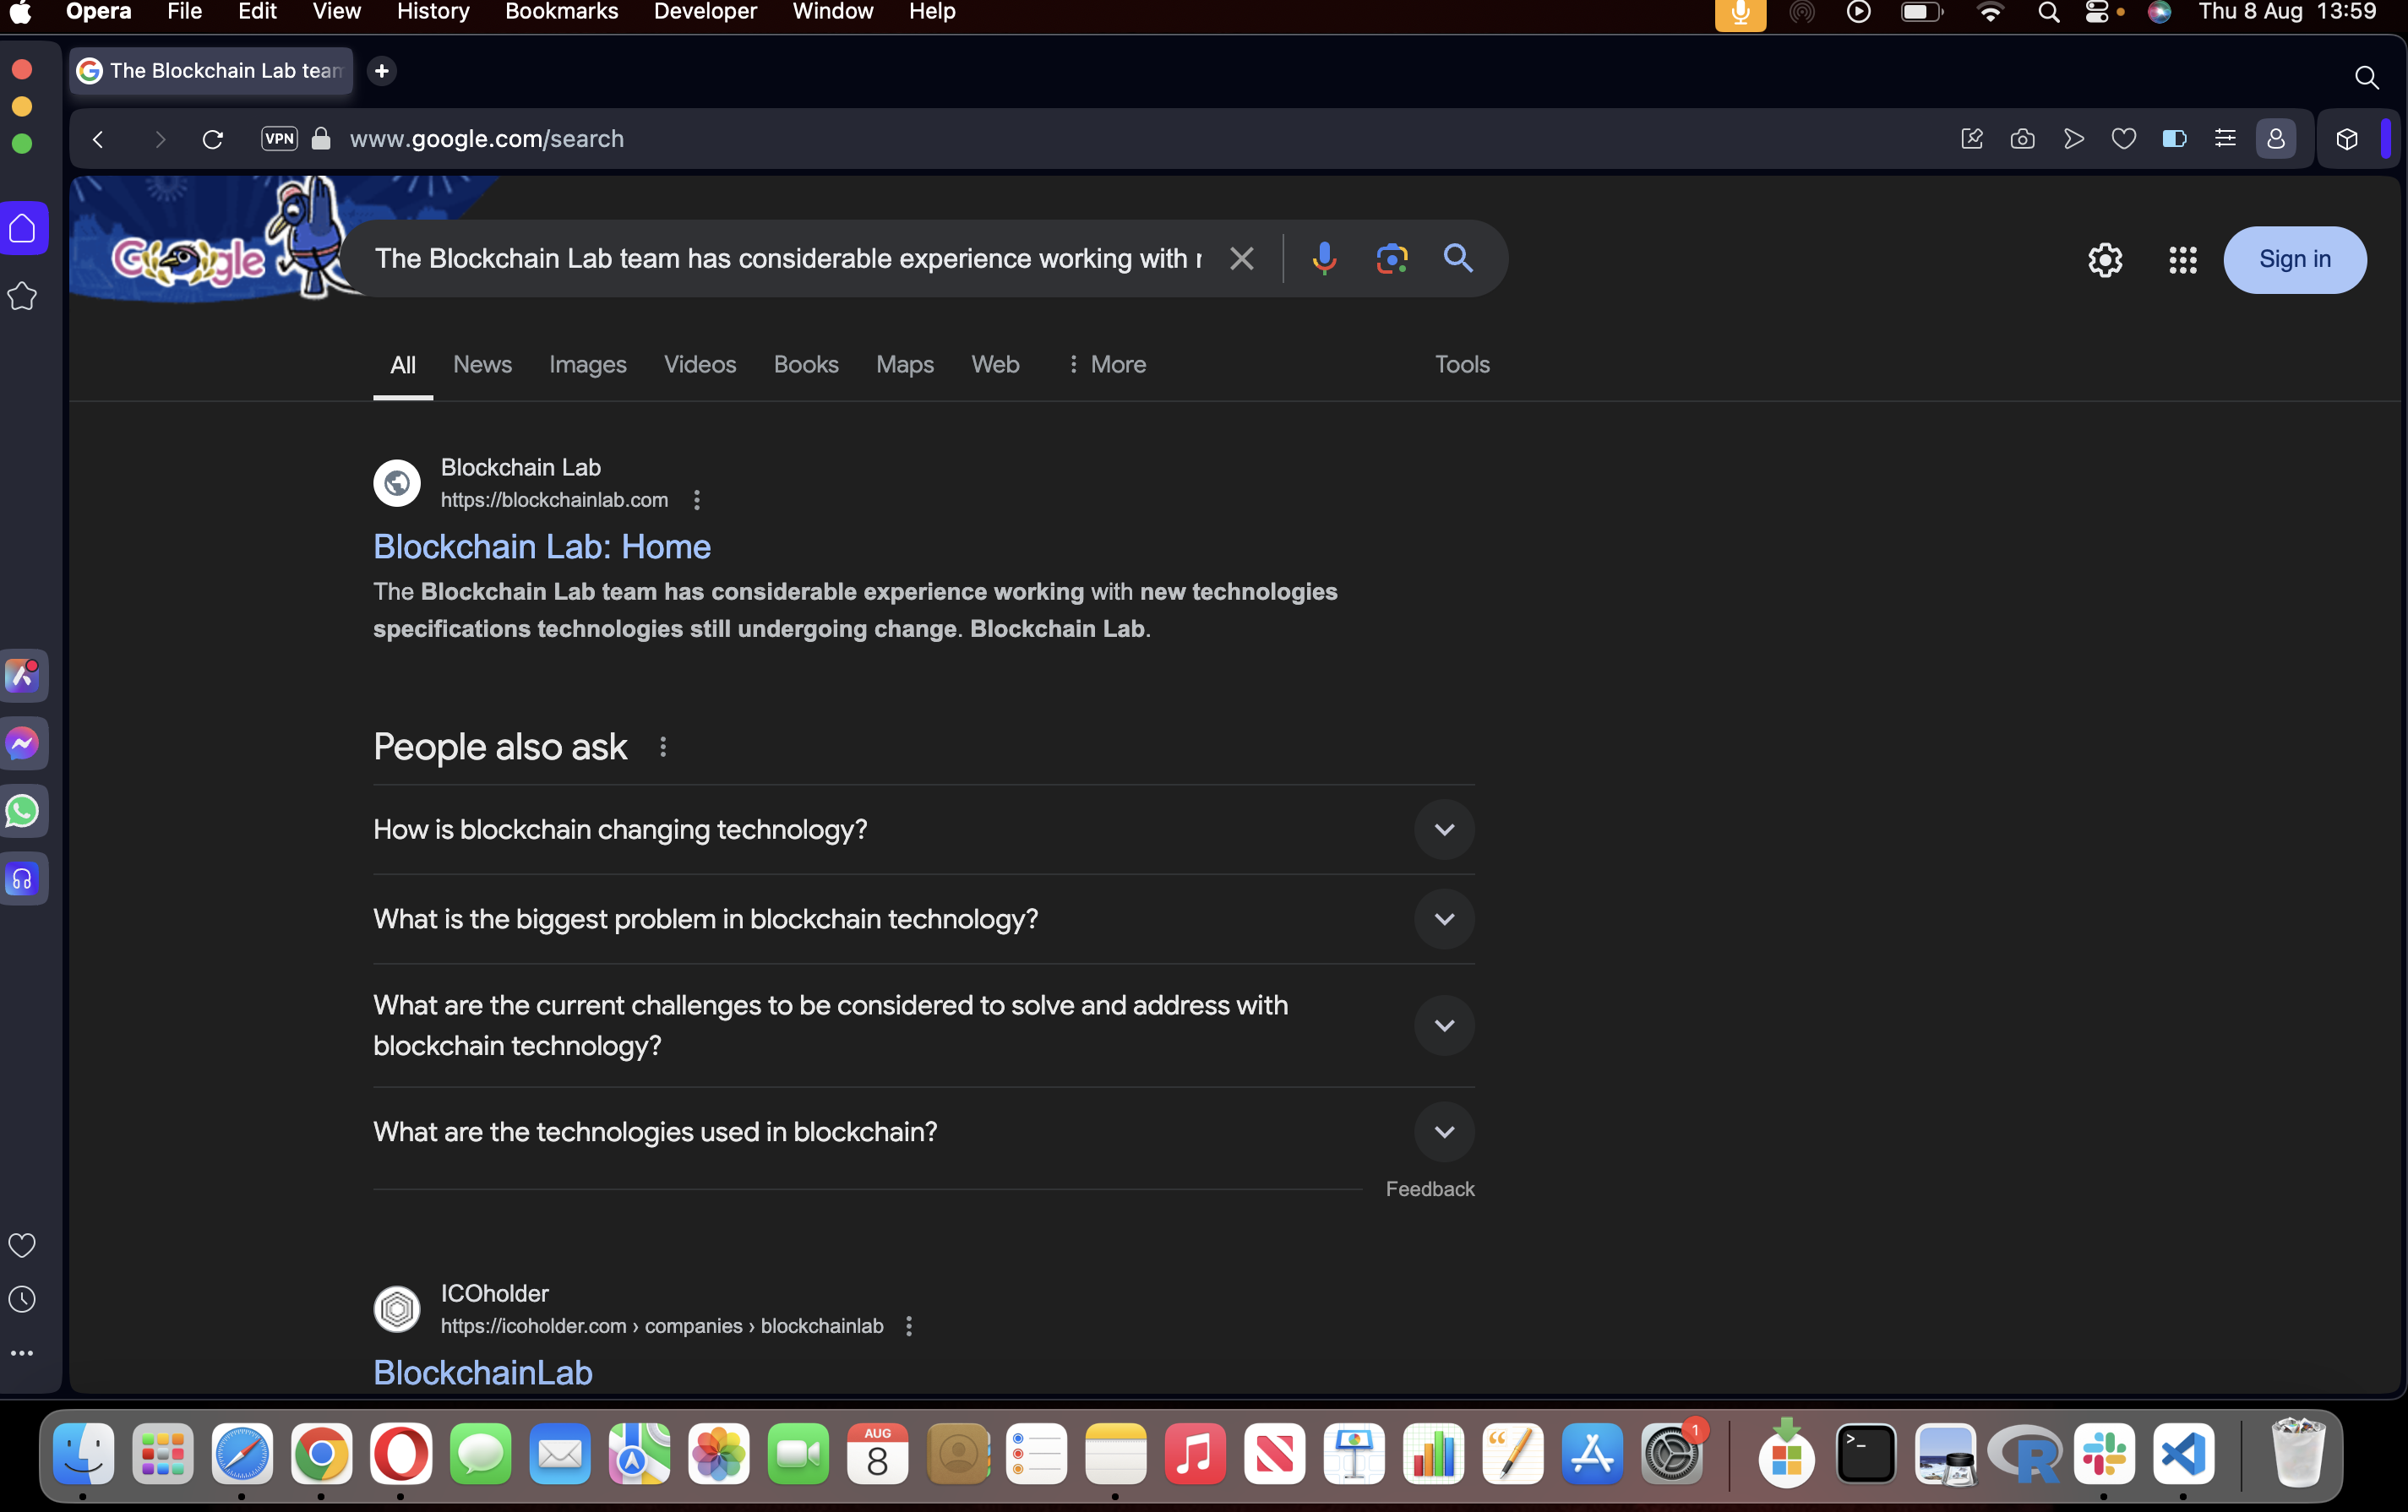 Opera File Edit View History Bookmarks Developer Window Help Thu 8 Aug 13:59
The Blockchain Lab team
VPN www.google.com/search
Google
The Blockchain Lab team has considerable experience working with
Sign in
All News Images Videos Books Maps Web More Tools
Blockchain Lab
https://blockchainlab.com
Blockchain Lab: Home
The Blockchain Lab team has considerable experience working with new technologies
specifications technologies still undergoing change. Blockchain Lab.
People also ask
How is blockchain changing technology?
What is the biggest problem in blockchain technology?
What are the current challenges to be considered to solve and address with
blockchain technology?
What are the technologies used in blockchain?
Feedback
ICOholder
https://icoholder.com › companies › blockchainlab
BlockchainLab
AUG
8
1